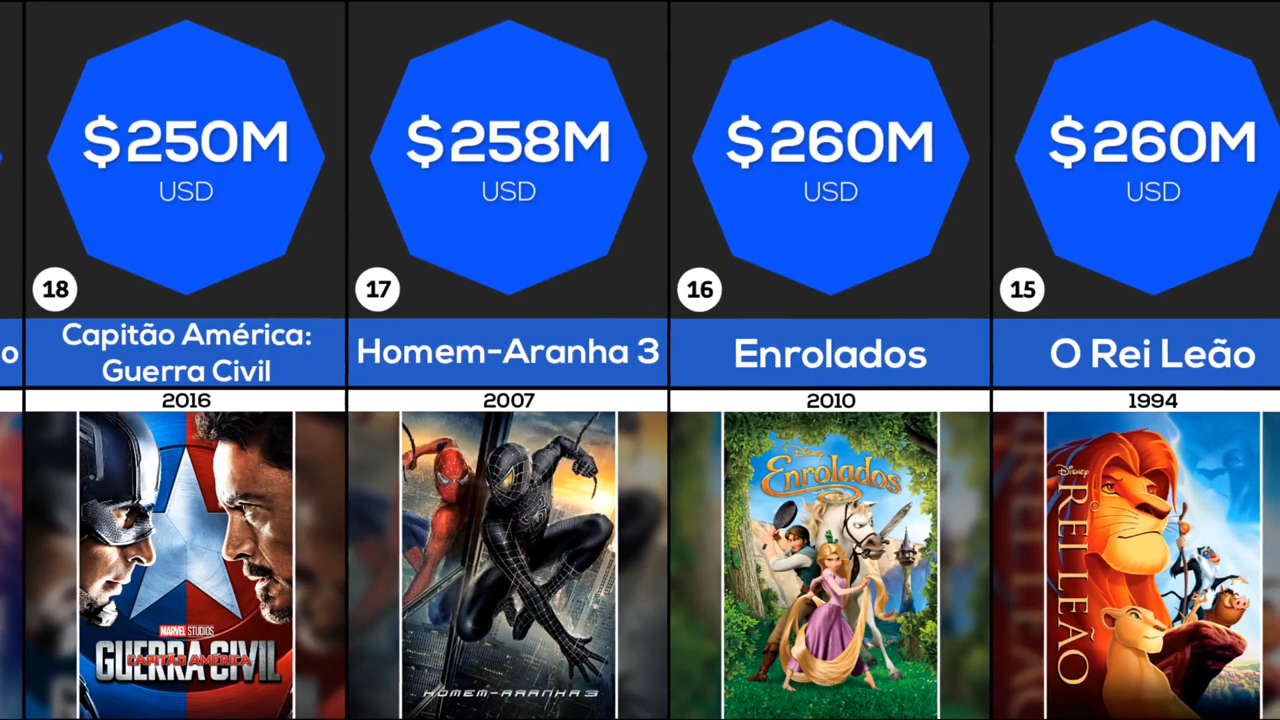 $250M
USD
18
Capitão América:
Guerra Civil
2016
MARVEL STUDIOS
GUERRA CIVIL
CAPITÃO AMÉRICA
$258M
USD
17
Homem-Aranha 3
2007
HOMEM-ARANHA 3
$260M
USD
16
Enrolados
2010
Disney
Enrolados
$260M
USD
15
O Rei Leão
1994
Disney
O REI LEÃO
o